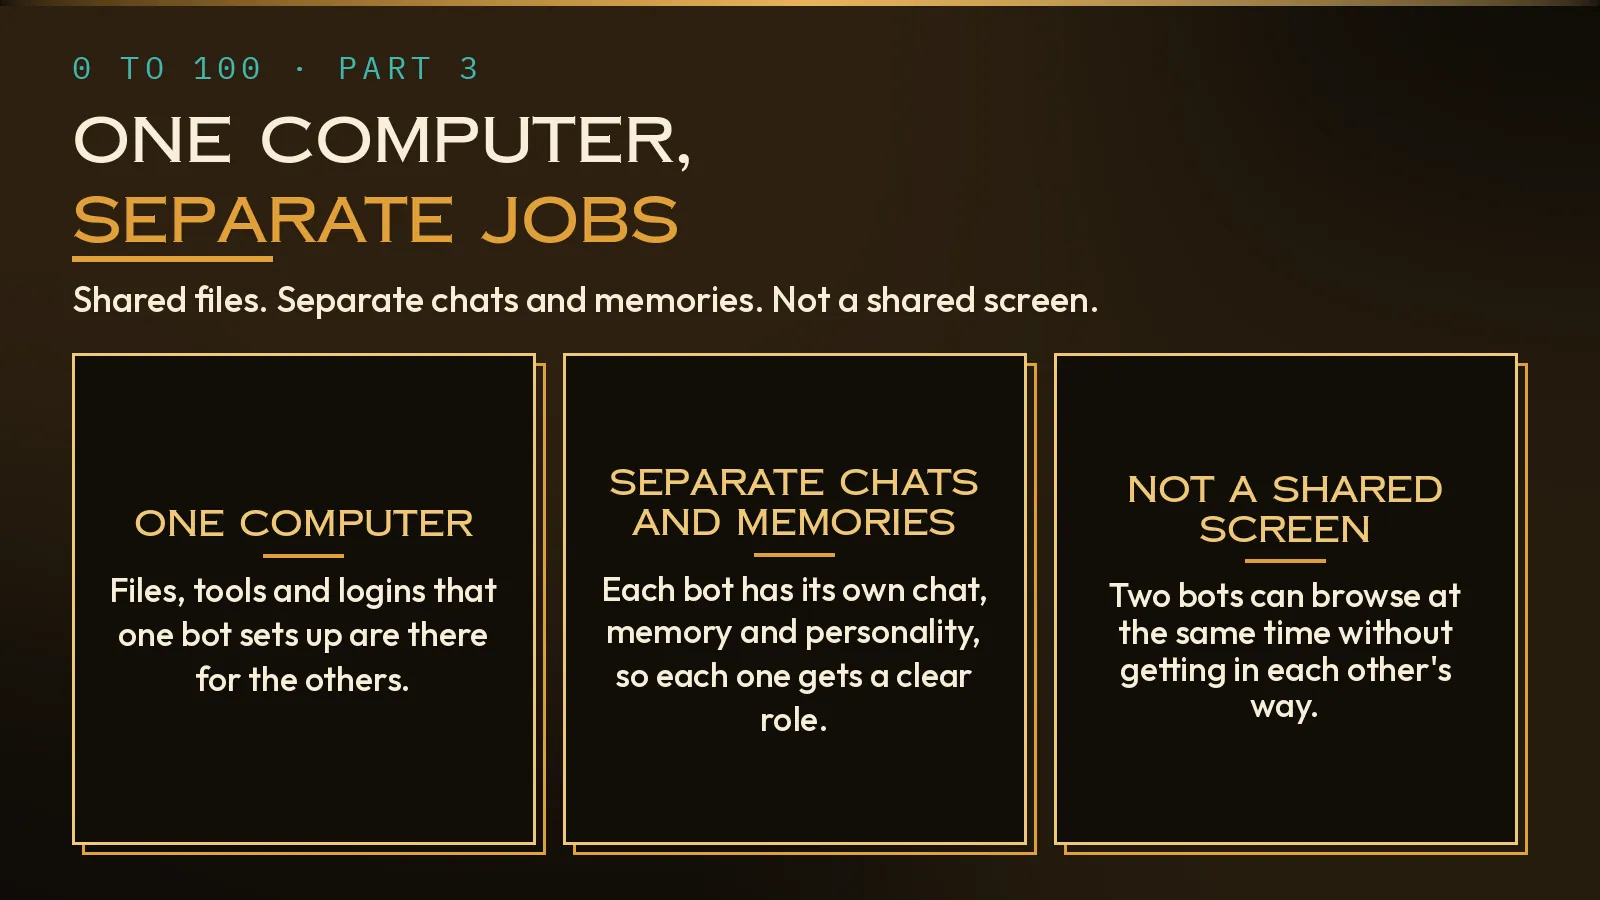 0 TO 100 · PART 3
ONE COMPUTER,
SEPARATE JOBS
Shared files. Separate chats and memories. Not a shared screen.
ONE COMPUTER
Files, tools and logins that
one bot sets up are there
for the others.
SEPARATE CHATS
AND MEMORIES
Each bot has its own chat,
memory and personality,
so each one gets a clear
role.
NOT A SHARED
SCREEN
Two bots can browse at
the same time without
getting in each other's
way.